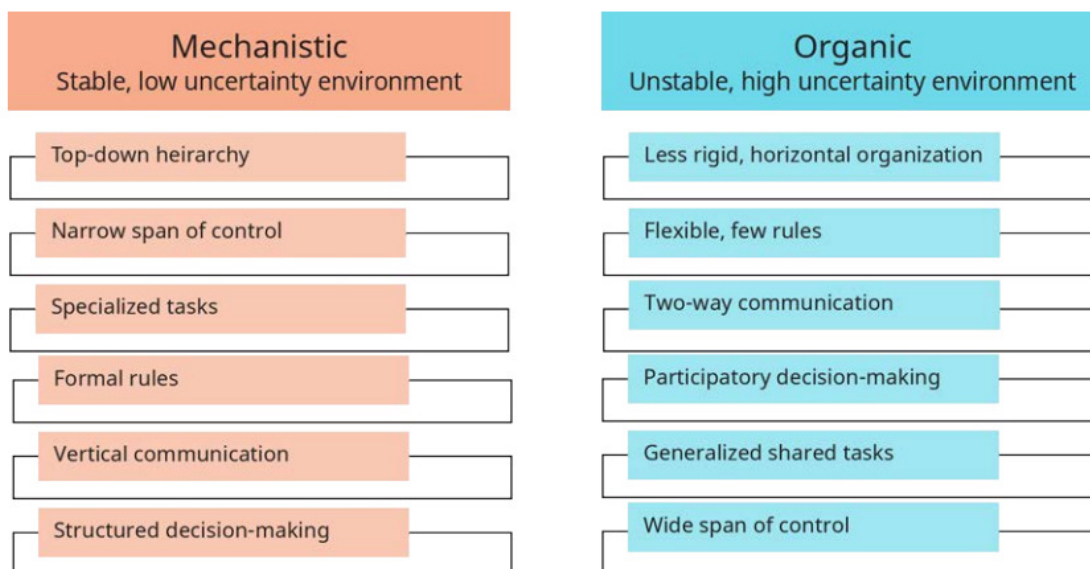 Mechanistic
Stable, low uncertainty environment
Top-down heirarchy
Narrow span of control
Specialized tasks
Formal rules
Vertical communication
Structured decision-making
Organic
Unstable, high uncertainty environment
Less rigid, horizontal organization
Flexible, few rules
Two-way communication
Participatory decision-making
Generalized shared tasks
Wide span of control